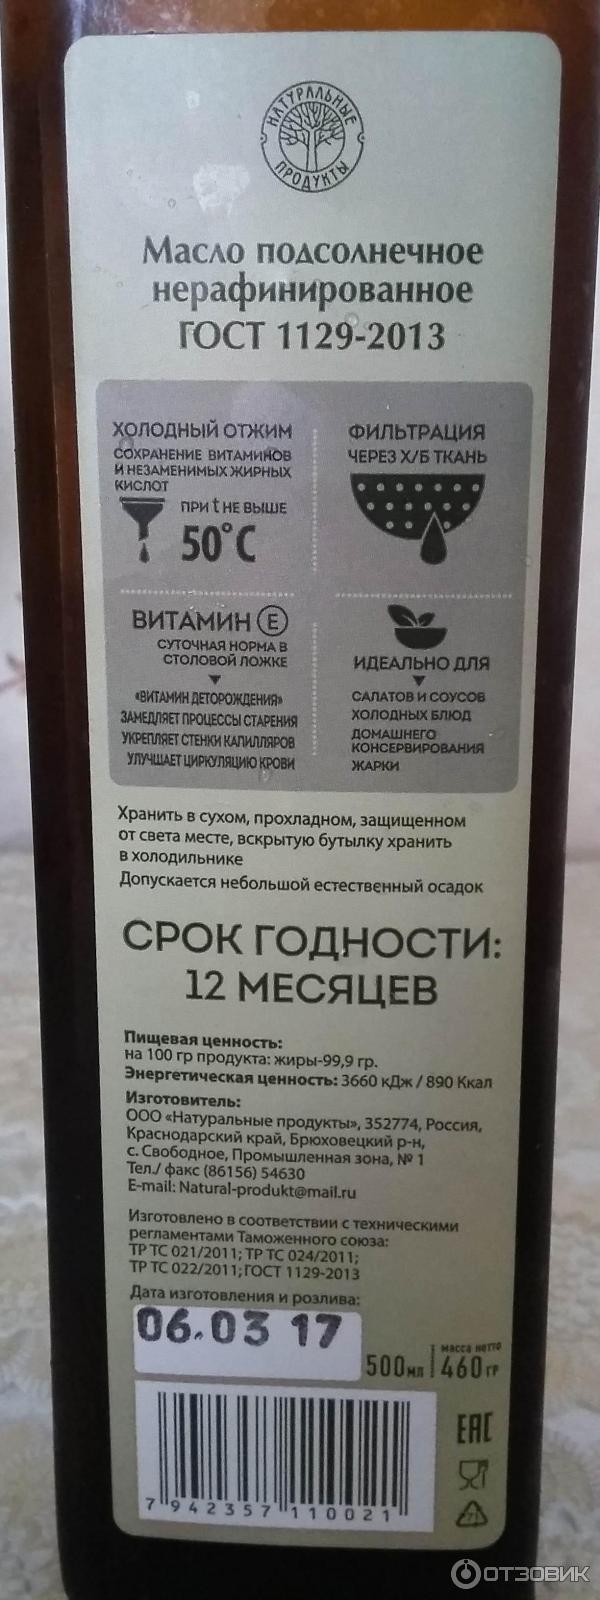 НАТУРАЛЬНЫЕ
ПРОДУКТЫ
Масло подсолнечное
нерафинированное
ГОСТ 1129-2013
ХОЛОДНЫЙ ОТЖИМ
СОХРАНЕНИЕ ВИТАМИНОВ
И НЕЗАМЕНИМЫХ ЖИРНЫХ
КИСЛОТ
ПРИ t НЕ ВЫШЕ
50°C
ФИЛЬТРАЦИЯ
ЧЕРЕЗ Х/Б ТКАНЬ
ВИТАМИН E
СУТОЧНАЯ НОРМА В
СТОЛОВОЙ ЛОЖКЕ
«ВИТАМИН ДЕТОРОЖДЕНИЯ»
ЗАМЕДЛЯЕТ ПРОЦЕССЫ СТАРЕНИЯ
УКРЕПЛЯЕТ СТЕНКИ КАПИЛЛЯРОВ
УЛУЧШАЕТ ЦИРКУЛЯЦИЮ КРОВИ
ИДЕАЛЬНО ДЛЯ
САЛАТОВ И СОУСОВ
ХОЛОДНЫХ БЛЮД
ДОМАШНЕГО
КОНСЕРВИРОВАНИЯ
ЖАРКИ
Хранить в сухом, прохладном, защищенном
от света месте, вскрытую бутылку хранить
в холодильнике
Допускается небольшой естественный осадок
СРОК ГОДНОСТИ:
12 МЕСЯЦЕВ
Пищевая ценность:
на 100 гр продукта: жиры-99,9 гр.
Энергетическая ценность: 3660 кДж / 890 Ккал
Изготовитель:
ООО «Натуральные продукты», 352774, Россия,
Краснодарский край, Брюховецкий р-н,
с. Свободное, Промышленная зона, № 1
Тел./ факс (86156) 54630
E-mail: Natural-produkt@mail.ru
Изготовлено в соответствии с техническими
регламентами Таможенного союза:
ТР ТС 021/2011; ТР ТС 024/2011;
ТР ТС 022/2011; ГОСТ 1129-2013
Дата изготовления и розлива:
06.03 17
500 мл
масса нетто
460 гр
7 942357 110021
ЕАС
71
ОТЗОВИК